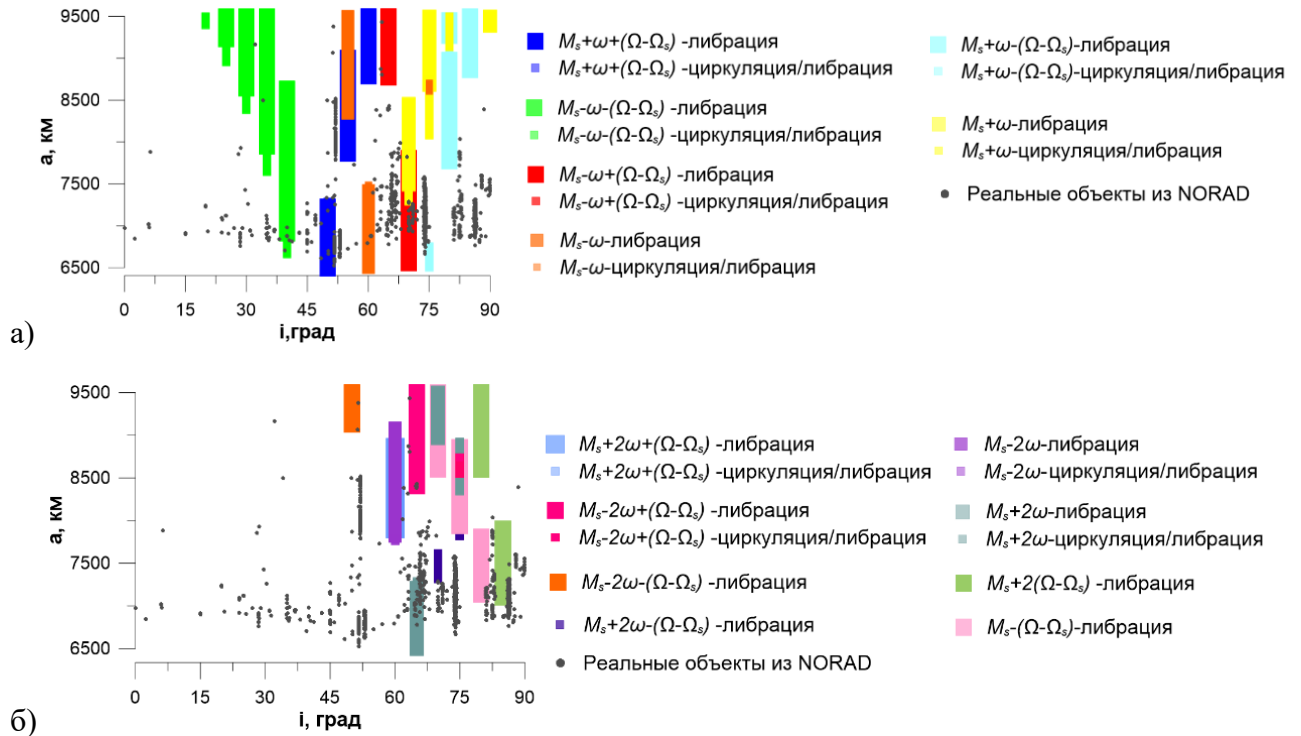 9500
8500
7500
6500
a, км
0 15 30 45 60 75 90
i,град
а)
Ms+ω+(Ω-Ωs) -либрация
Ms+ω+(Ω-Ωs) -циркуляция/либрация
Ms-ω-(Ω-Ωs) -либрация
Ms-ω-(Ω-Ωs) -циркуляция/либрация
Ms-ω+(Ω-Ωs) -либрация
Ms-ω+(Ω-Ωs) -циркуляция/либрация
Ms-ω-либрация
Ms-ω-циркуляция/либрация
Ms+ω-(Ω-Ωs)-либрация
Ms+ω-(Ω-Ωs)-циркуляция/либрация
Ms+ω-либрация
Ms+ω-циркуляция/либрация
Реальные объекты из NORAD
9500
8500
7500
6500
a, км
0 15 30 45 60 75 90
i, град
б)
Ms+2ω+(Ω-Ωs) -либрация
Ms+2ω+(Ω-Ωs) -циркуляция/либрация
Ms-2ω+(Ω-Ωs) -либрация
Ms-2ω+(Ω-Ωs) -циркуляция/либрация
Ms-2ω-(Ω-Ωs) -либрация
Ms+2ω-(Ω-Ωs) -либрация
Реальные объекты из NORAD
Ms-2ω-либрация
Ms-2ω-циркуляция/либрация
Ms+2ω-либрация
Ms+2ω-циркуляция/либрация
Ms+2(Ω-Ωs) -либрация
Ms-(Ω-Ωs)-либрация